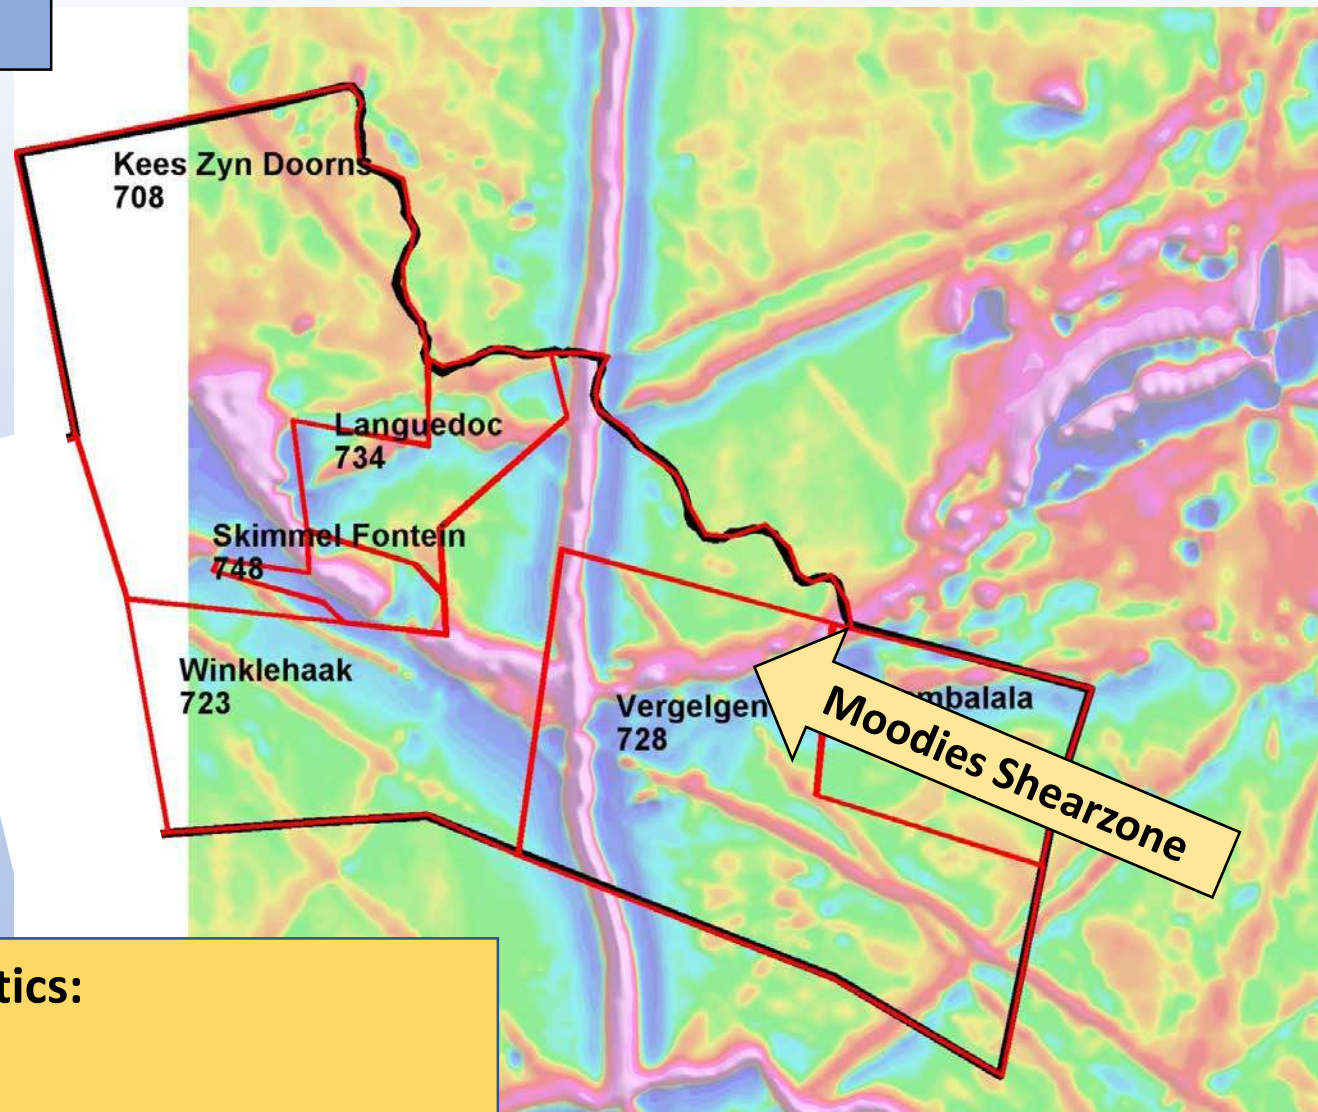 Kees Zyn Doorns
708
Languedoc
734
Skimmel Fontein
748
Winklehaak
723
Vergelgen
728
mbalala
Moodies Shearzone
tics: